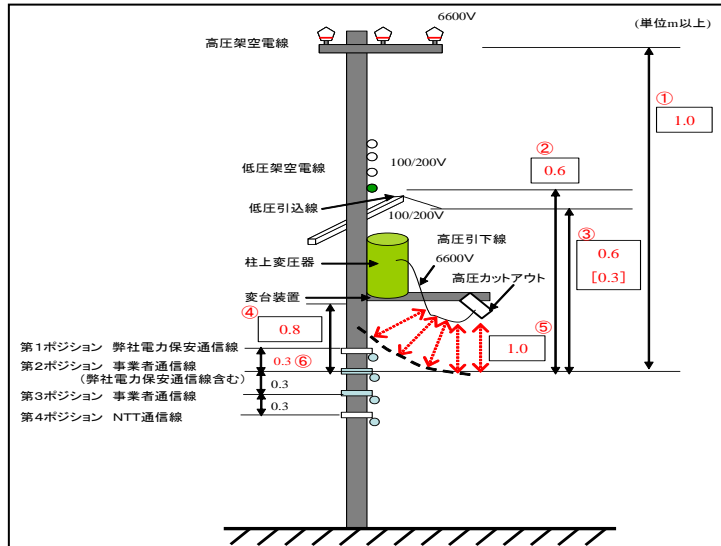 6600V
(単位m以上)
高圧架空電線
①
1.0
②
0.6
低圧架空電線
100/200V
低圧引込線
100/200V
③
0.6
[0.3]
高圧引下線
6600V
柱上変圧器
高圧カットアウト
変台装置
④
0.8
⑤
1.0
第1ポジション 弊社電力保安通信線
第2ポジション 事業者通信線
0.3 ⑥
(弊社電力保安通信線含む)
0.3
第3ポジション 事業者通信線
0.3
第4ポジション NTT通信線